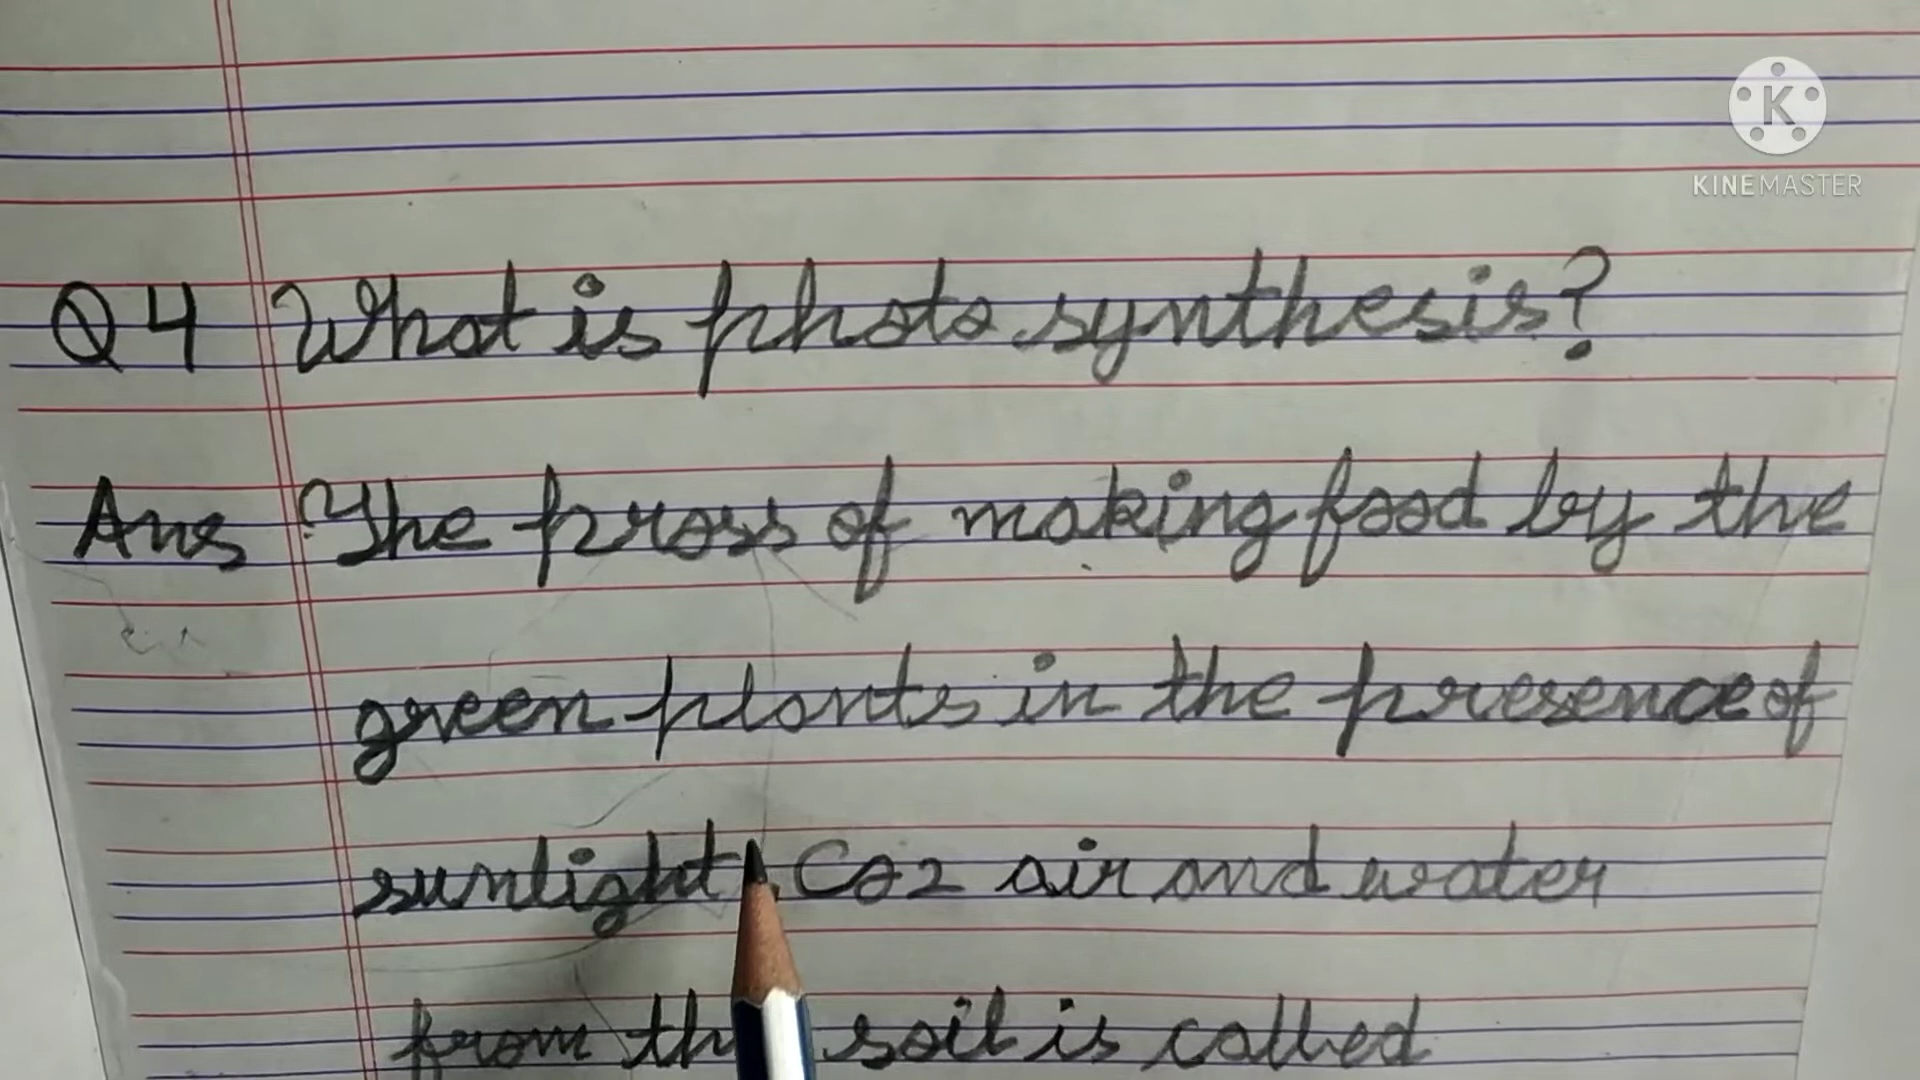 KINEMASTER
Q4 What is photo synthesis?
Ans The pross of making food by the
green plants in the presence of
sunlight, CO2 air and water
from the soil is called